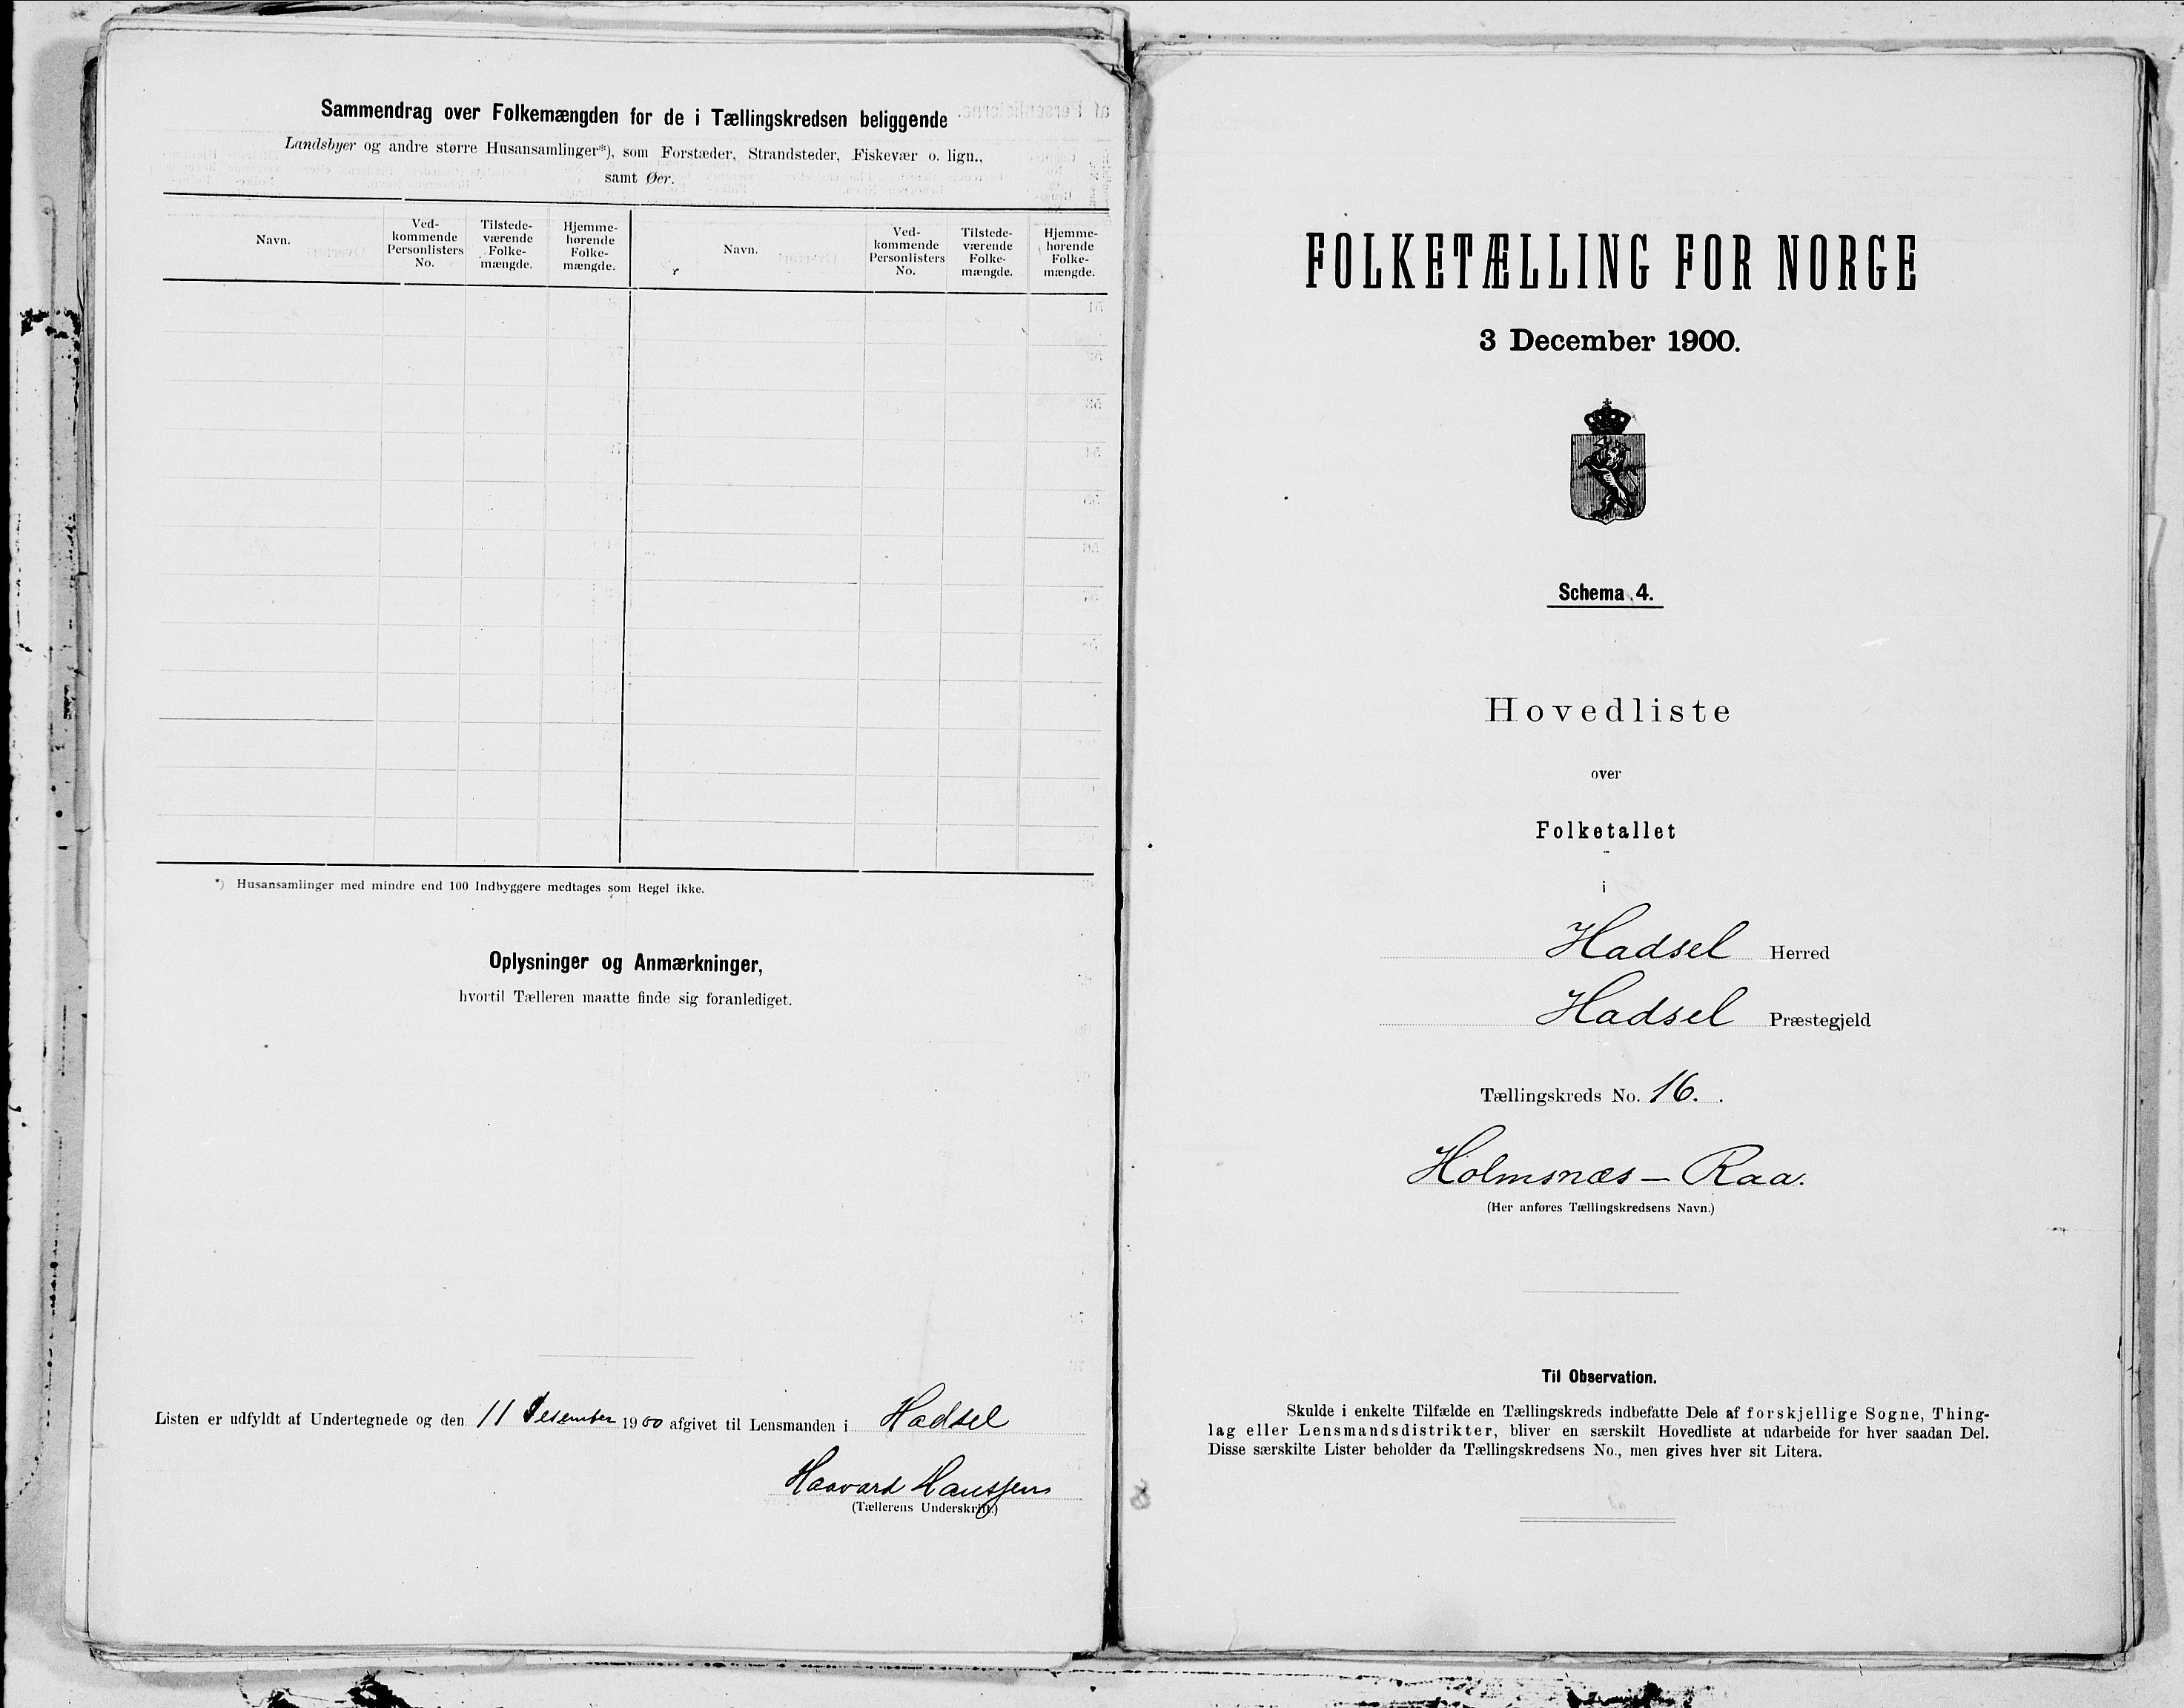 Sammendrag over Folkemængden for de i Tællingskredsen beliggende
Landsbyer og andre større Husansamlinger*), som Forstæder, Strandsteder, Fiskevær o. lign.,
samt Øer.
Navn.
Ved-
kommende
Personlisters
No.
Tilstede-
værende
Folke-
mængde.
Hjemme-
hørende
Folke-
mængde.
Navn.
Ved-
kommende
Personlisters
No.
Tilstede-
værende
Folke-
mængde.
Hjemme-
hørende
Folke-
mængde.
*) Husansamlinger med mindre end 100 Indbyggere medtages som Regel ikke.
Oplysninger og Anmærkninger,
hvortil Tælleren maatte finde sig foranlediget.
Listen er udfyldt af Undertegnede og den 11 Desember 1900 afgivet til Lensmanden i Hadsel
Haavard Hanssen
(Tællerens Underskrift.)
FOLKETÆLLING FOR NORGE
3 December 1900.
Schema 4.
Hovedliste
over
Folketallet
i
Hadsel Herred
Hadsel Præstegjeld
Tællingskreds No. 16.
Holmsnæs – Raa.
(Her anføres Tællingskredsens Navn.)
Til Observation.
Skulde i enkelte Tilfælde en Tællingskreds indbefatte Dele af forskjellige Sogne, Thing-
lag eller Lensmandsdistrikter, bliver en særskilt Hovedliste at udarbeide for hver saadan Del.
Disse særskilte Lister beholder da Tællingskredsens No., men gives hver sit Litera.